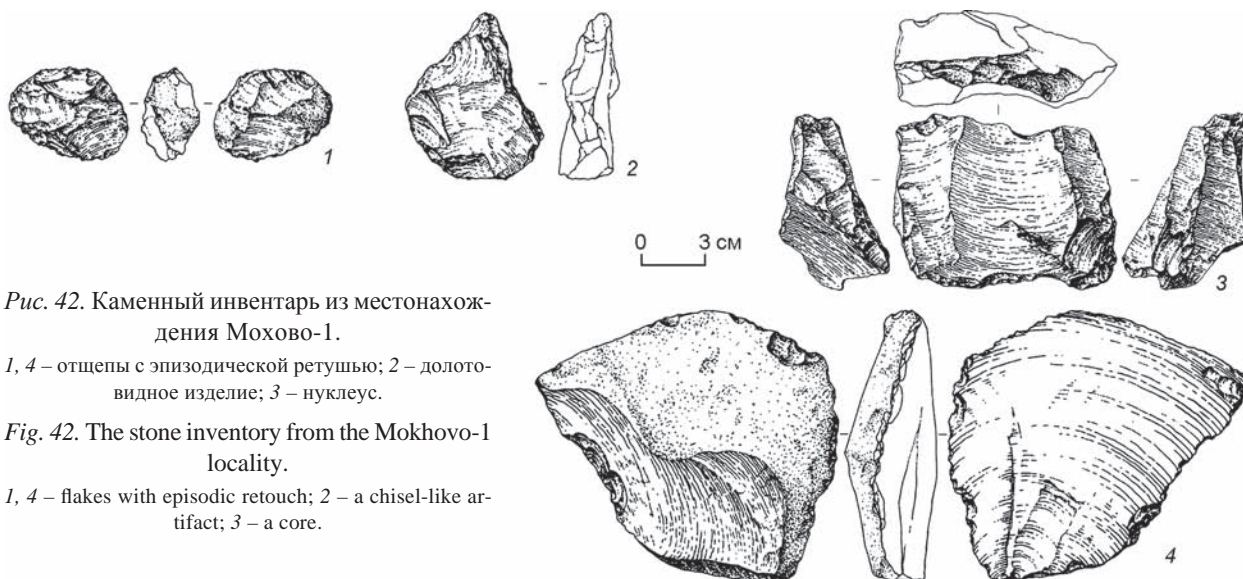 1
2
0 3 см
3
Рис. 42. Каменный инвентарь из местонахож-
дения Мохово-1.
1, 4 – отщепы с эпизодической ретушью; 2 – долото-
видное изделие; 3 – нуклеус.
Fig. 42. The stone inventory from the Mokhovo-1
locality.
1, 4 – flakes with episodic retouch; 2 – a chisel-like ar-
tifact; 3 – a core.
4